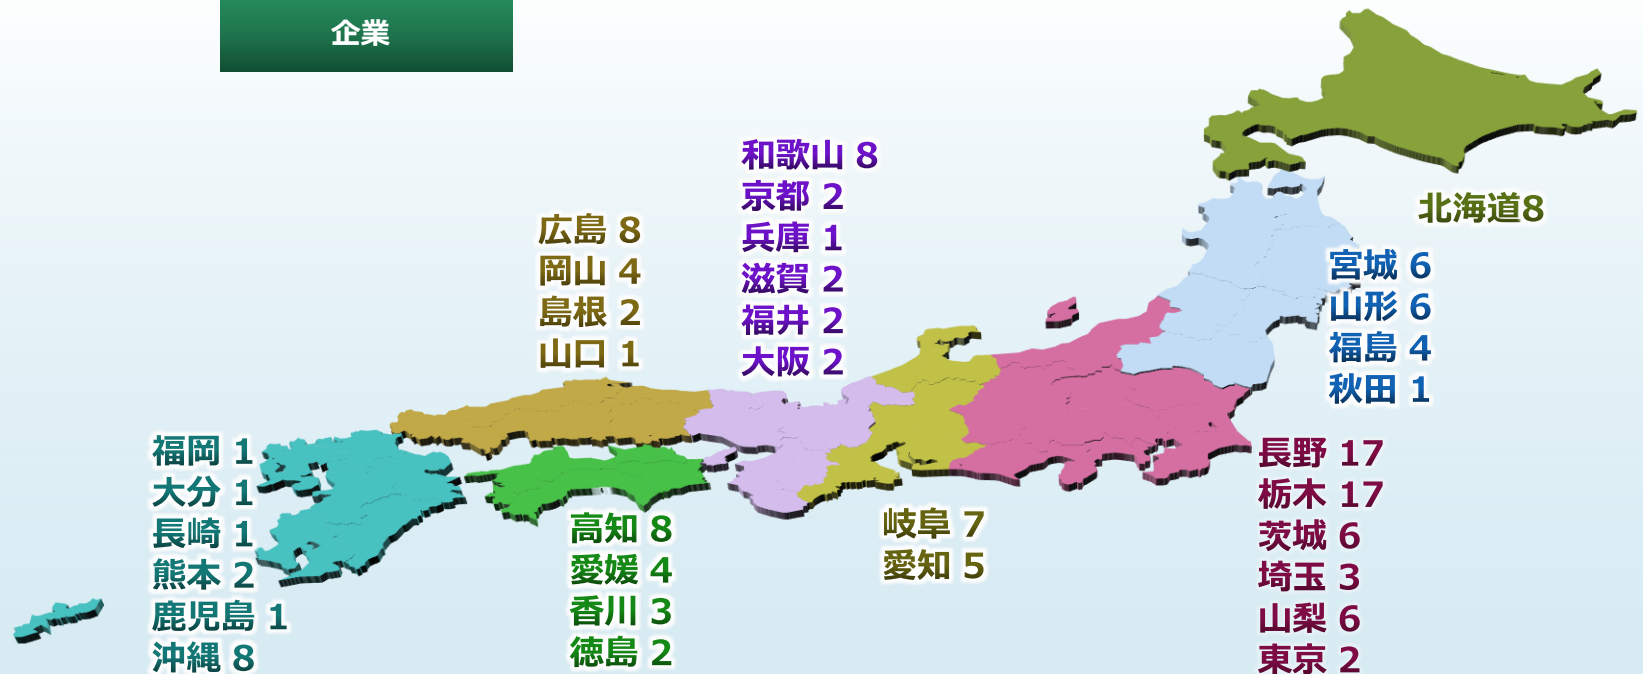 企業
北海道8
宮城 6
山形 6
福島 4
秋田 1
和歌山 8
京都 2
兵庫 1
滋賀 2
福井 2
大阪 2
広島 8
岡山 4
島根 2
山口 1
福岡 1
大分 1
長崎 1
熊本 2
鹿児島 1
沖縄 8
高知 8
愛媛 4
香川 3
徳島 2
岐阜 7
愛知 5
長野 17
栃木 17
茨城 6
埼玉 3
山梨 6
東京 2